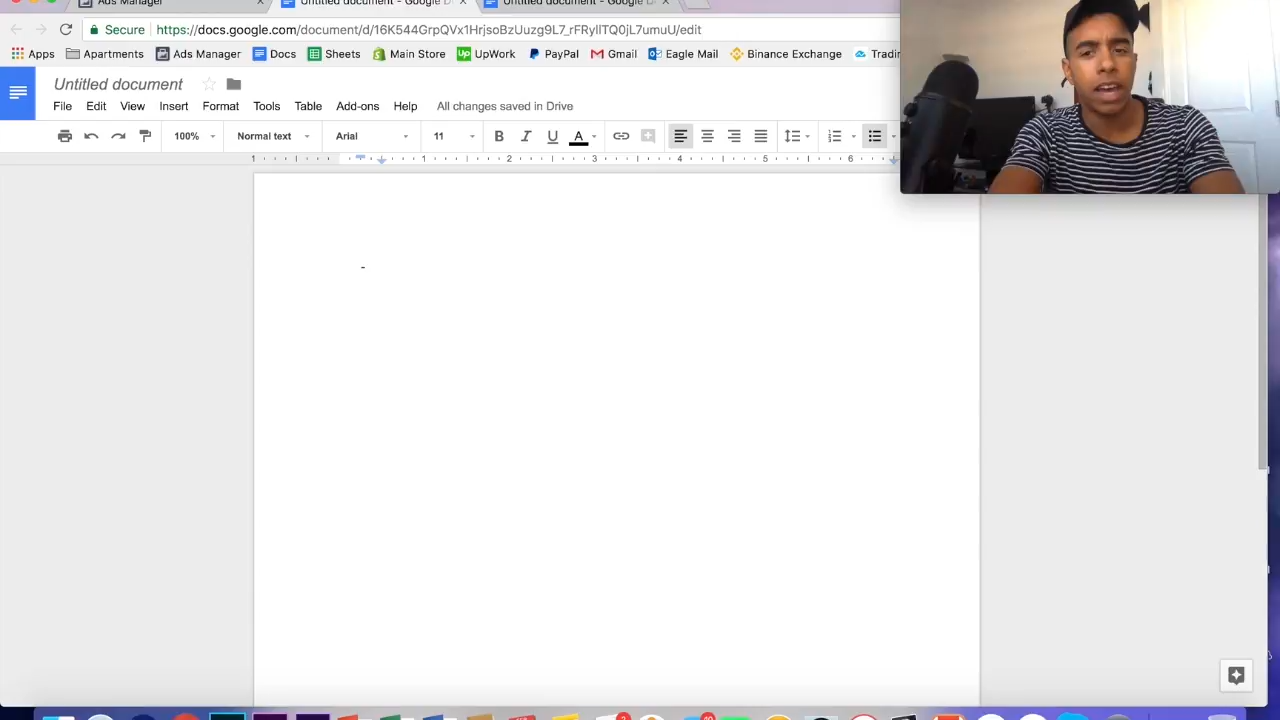 Ads Manager
Untitled document - Google D
Untitled document - Google D
Secure
https://docs.google.com/document/d/16K544GrpQVx1HrjsoBzUuzg9L7_rFRyIlTQ0jL7umuU/edit
Apps Apartments Ads Manager Docs Sheets Main Store UpWork PayPal Gmail Eagle Mail Binance Exchange Tradin
Untitled document
File Edit View Insert Format Tools Table Add-ons Help All changes saved in Drive
100% Normal text Arial 11 B I U A
1 1 2 3 4 5 6
-